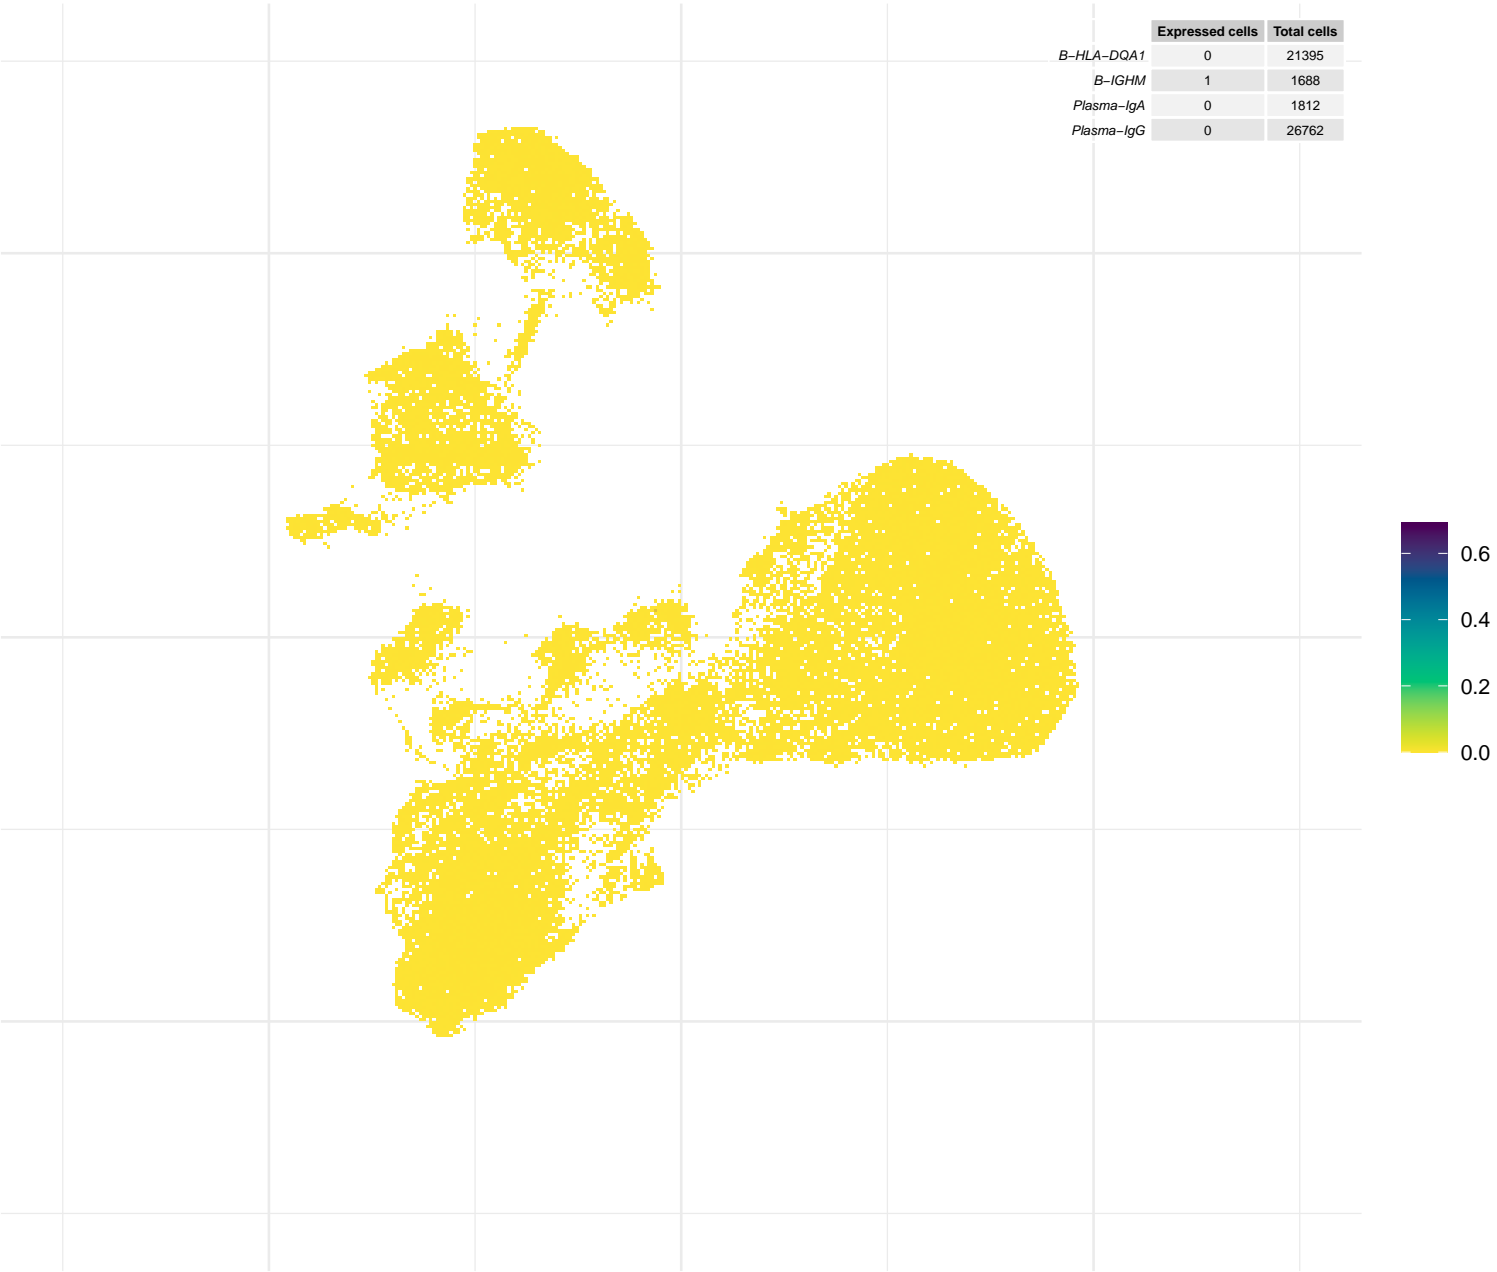 Expressed cells Total cells
B−HLA−DQA1 0 21395
B−IGHM 1 1688
Plasma−IgA 0 1812
Plasma−IgG 0 26762
0.6
0.4
0.2
0.0